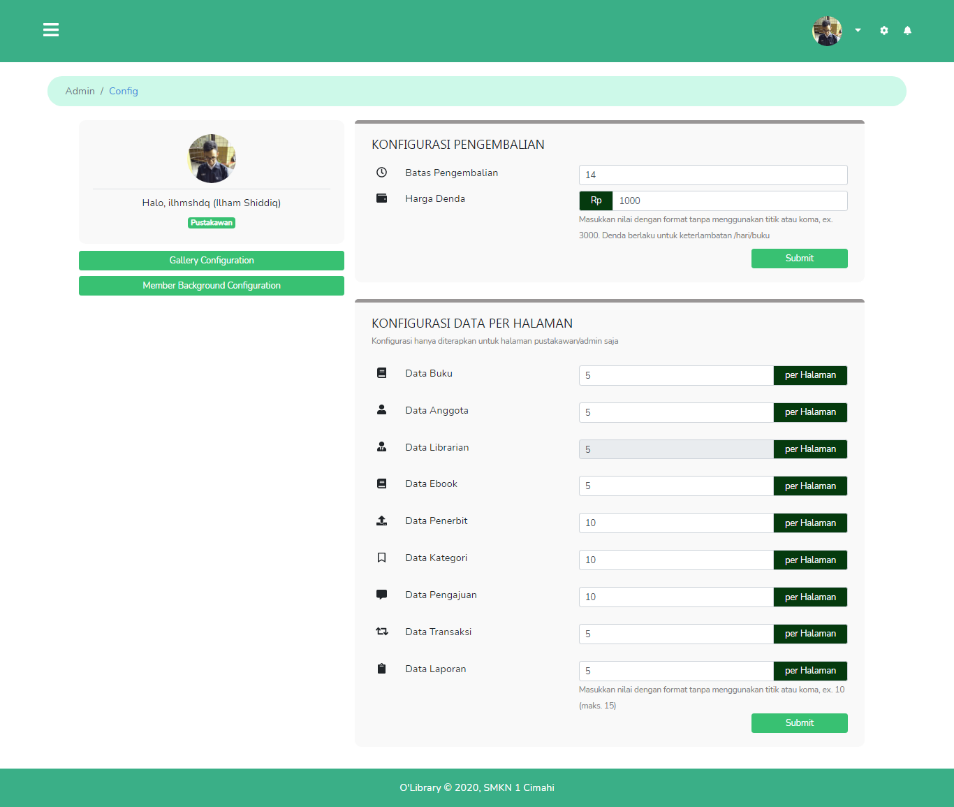 Admin / Config
Halo, ilhmshdq (Ilham Shiddiq)
Pustakawan
Gallery Configuration
Member Background Configuration
KONFIGURASI PENGEMBALIAN
Batas Pengembalian 14
Harga Denda Rp 1000
Masukkan nilai dengan format tanpa menggunakan titik atau koma, ex.
3000. Denda berlaku untuk keterlambatan /hari/buku
Submit
KONFIGURASI DATA PER HALAMAN
Konfigurasi hanya diterapkan untuk halaman pustakawan/admin saja
Data Buku 5 per Halaman
Data Anggota 5 per Halaman
Data Librarian 5 per Halaman
Data Ebook 5 per Halaman
Data Penerbit 10 per Halaman
Data Kategori 10 per Halaman
Data Pengajuan 10 per Halaman
Data Transaksi 5 per Halaman
Data Laporan 5 per Halaman
Masukkan nilai dengan format tanpa menggunakan titik atau koma, ex. 10
(maks. 15)
Submit
O'Library © 2020, SMKN 1 Cimahi